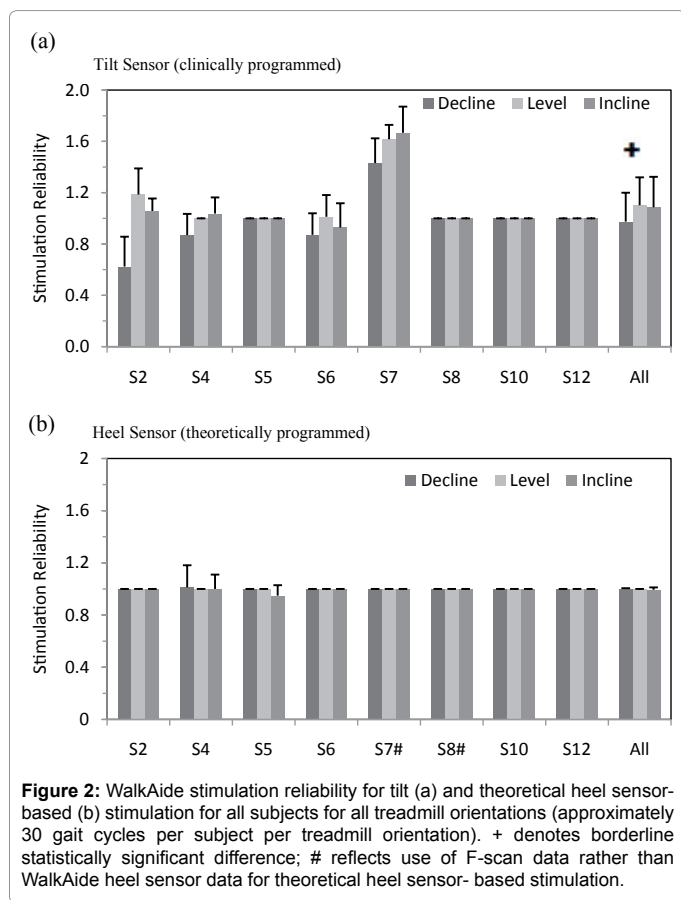 (a)
Tilt Sensor (clinically programmed)
Decline Level Incline
Stimulation Reliability
2.0
1.6
1.2
0.8
0.4
0.0
+
S2 S4 S5 S6 S7 S8 S10 S12 All
(b)
Heel Sensor (theoretically programmed)
Decline Level Incline
Stimulation Reliability
2
1.6
1.2
0.8
0.4
0
S2 S4 S5 S6 S7# S8# S10 S12 All
Figure 2: WalkAide stimulation reliability for tilt (a) and theoretical heel sensor-
based (b) stimulation for all subjects for all treadmill orientations (approximately
30 gait cycles per subject per treadmill orientation). + denotes borderline
statistically significant difference; # reflects use of F-scan data rather than
WalkAide heel sensor data for theoretical heel sensor- based stimulation.